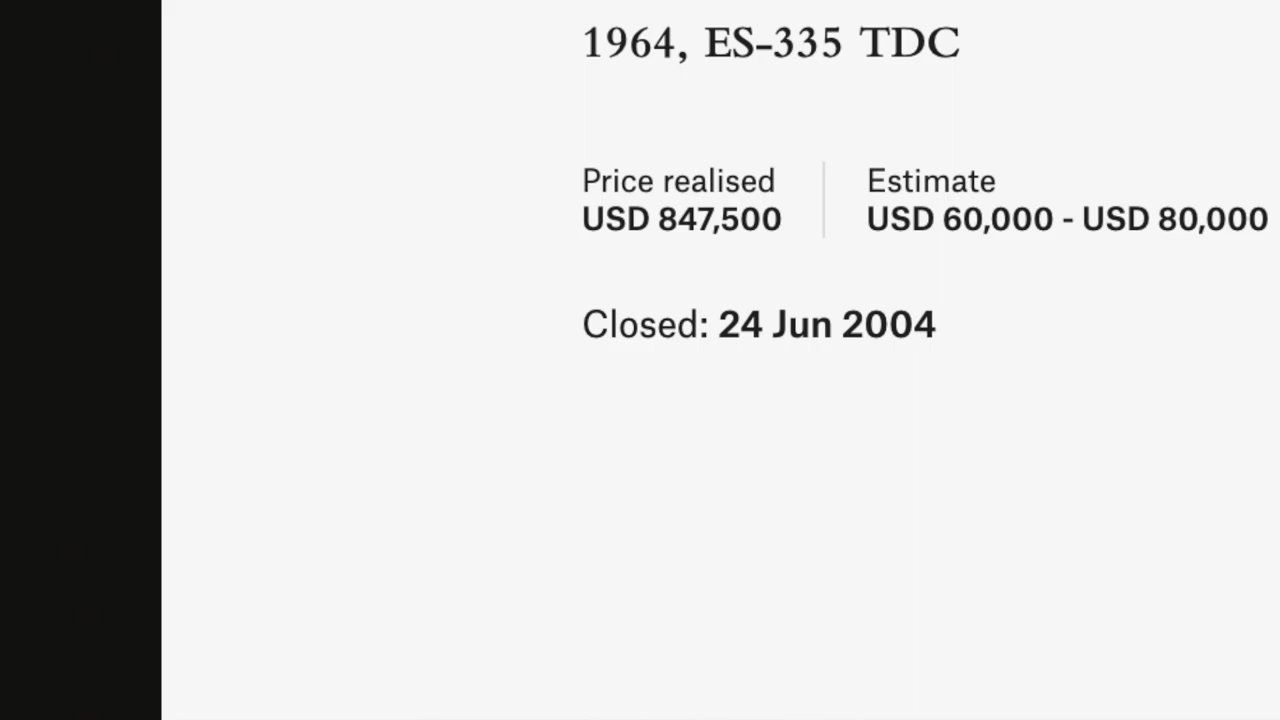 1964, ES-335 TDC
Price realised
USD 847,500
Estimate
USD 60,000 - USD 80,000
Closed: 24 Jun 2004